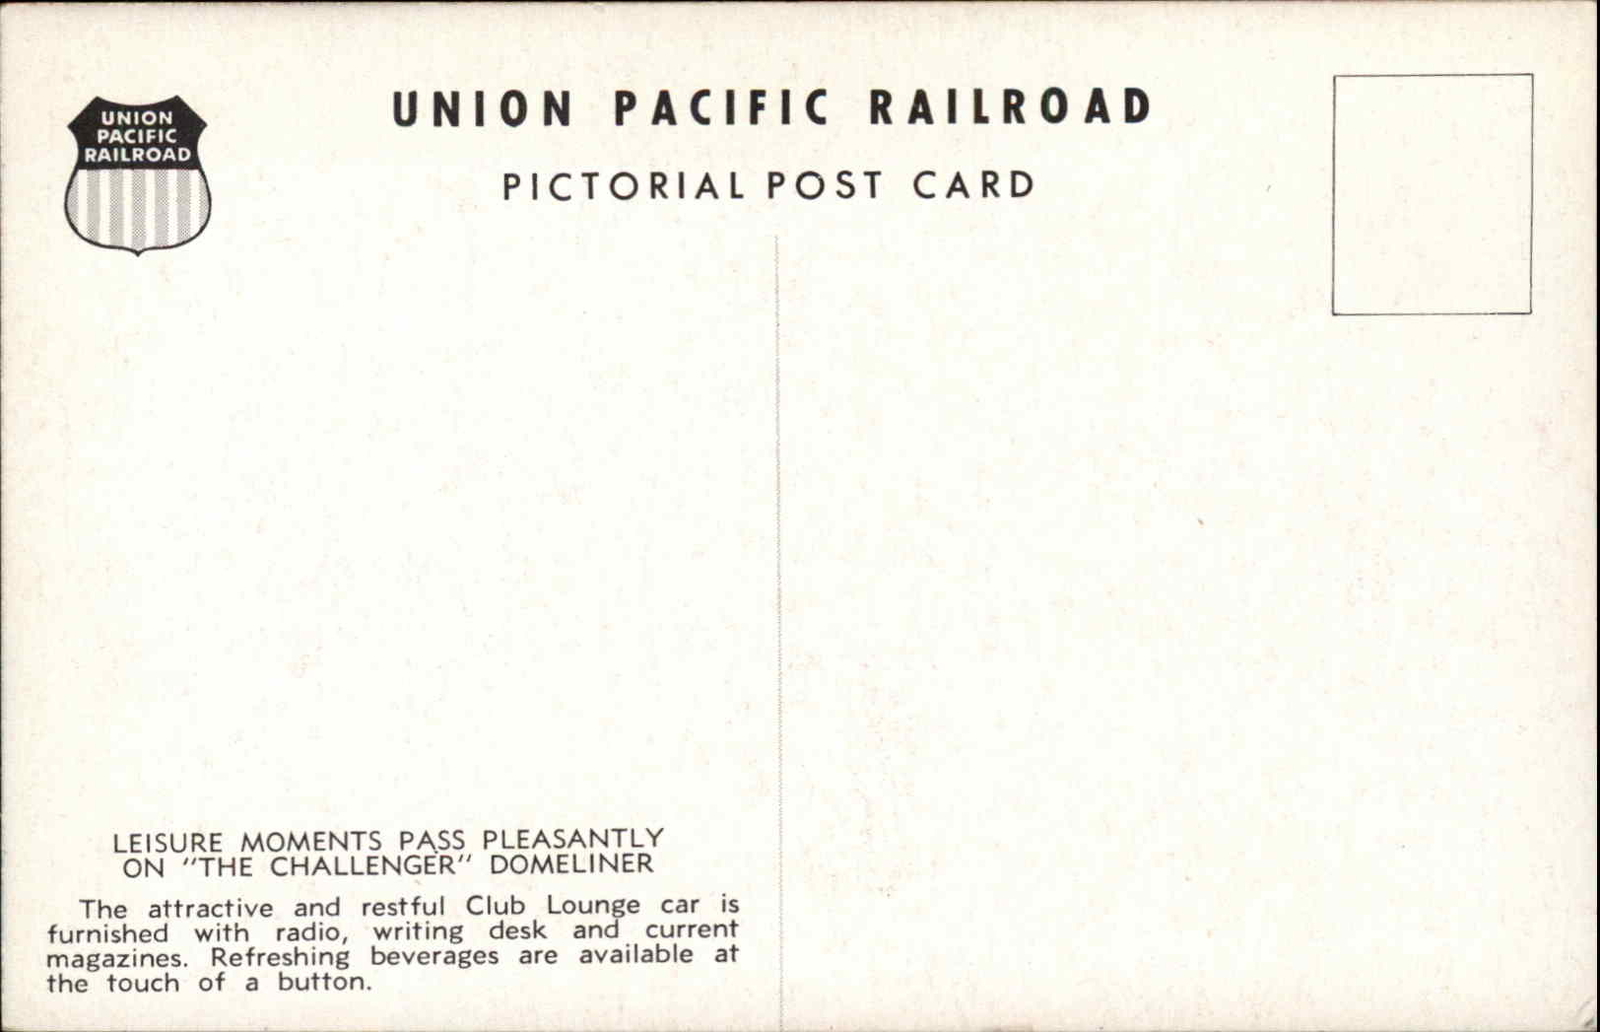 UNION
PACIFIC
RAILROAD
UNION PACIFIC RAILROAD
PICTORIAL POST CARD
LEISURE MOMENTS PASS PLEASANTLY
ON "THE CHALLENGER" DOMELINER
The attractive and restful Club Lounge car is
furnished with radio, writing desk and current
magazines. Refreshing beverages are available at
the touch of a button.